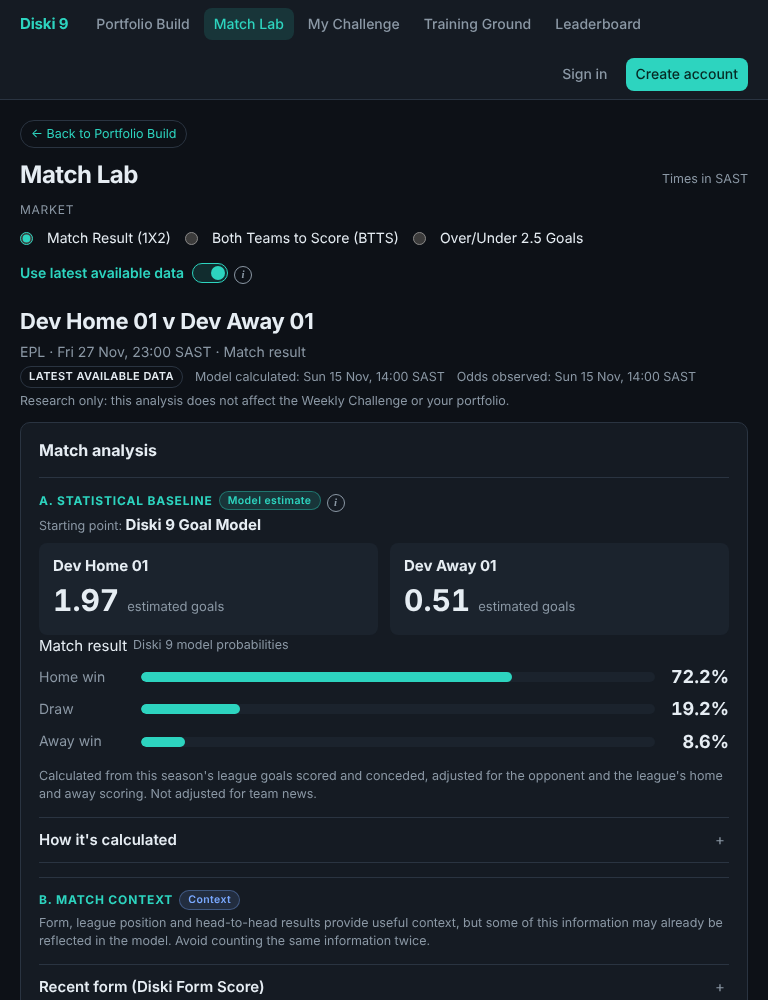 Diski 9 Portfolio Build Match Lab My Challenge Training Ground Leaderboard
Sign in Create account
← Back to Portfolio Build
Match Lab Times in SAST
MARKET
Match Result (1X2) Both Teams to Score (BTTS) Over/Under 2.5 Goals
Use latest available data i
Dev Home 01 v Dev Away 01
EPL · Fri 27 Nov, 23:00 SAST · Match result
LATEST AVAILABLE DATA Model calculated: Sun 15 Nov, 14:00 SAST Odds observed: Sun 15 Nov, 14:00 SAST
Research only: this analysis does not affect the Weekly Challenge or your portfolio.
Match analysis
A. STATISTICAL BASELINE Model estimate i
Starting point: Diski 9 Goal Model
Dev Home 01 Dev Away 01
1.97 estimated goals 0.51 estimated goals
Match result Diski 9 model probabilities
Home win 72.2%
Draw 19.2%
Away win 8.6%
Calculated from this season's league goals scored and conceded, adjusted for the opponent and the league's home
and away scoring. Not adjusted for team news.
How it's calculated +
B. MATCH CONTEXT Context
Form, league position and head-to-head results provide useful context, but some of this information may already be
reflected in the model. Avoid counting the same information twice.
Recent form (Diski Form Score) +